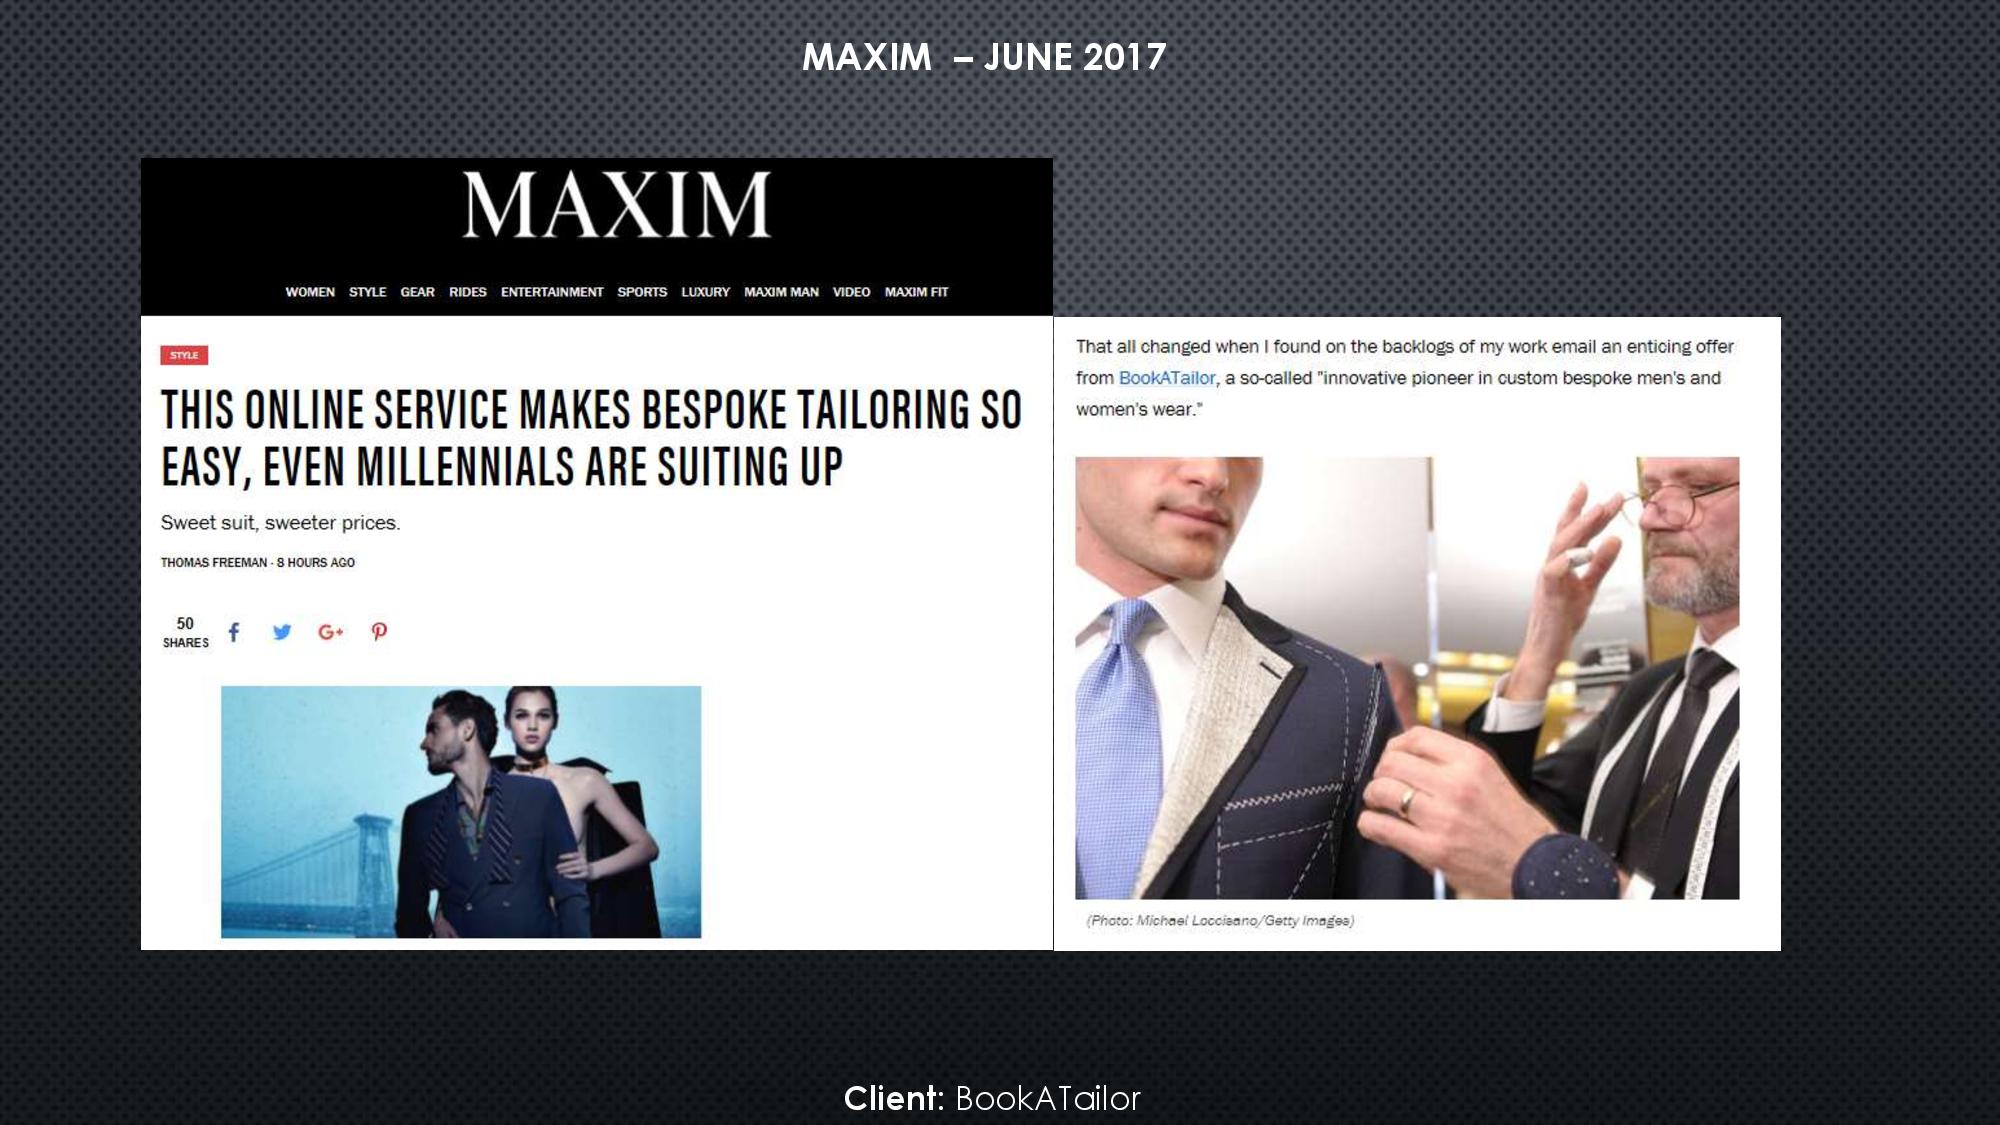 MAXIM – JUNE 2017
MAXIM
WOMEN STYLE GEAR RIDES ENTERTAINMENT SPORTS LUXURY MAXIM MAN VIDEO MAXIM FIT
STYLE
THIS ONLINE SERVICE MAKES BESPOKE TAILORING SO
EASY, EVEN MILLENNIALS ARE SUITING UP
Sweet suit, sweeter prices.
THOMAS FREEMAN - 8 HOURS AGO
50
SHARES
That all changed when I found on the backlogs of my work email an enticing offer
from BookATailor, a so-called "innovative pioneer in custom bespoke men's and
women's wear."
(Photo: Michael Loccisano/Getty Images)
Client: BookATailor